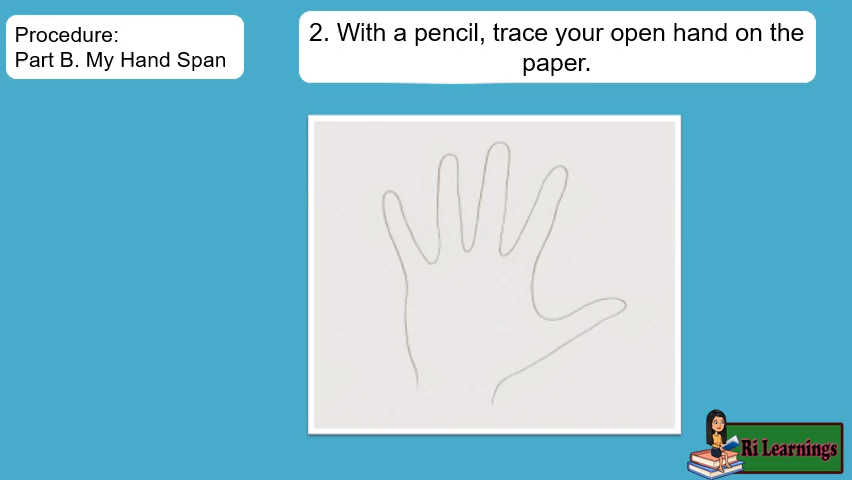 Procedure:
Part B. My Hand Span
2. With a pencil, trace your open hand on the
paper.
Ri Learnings